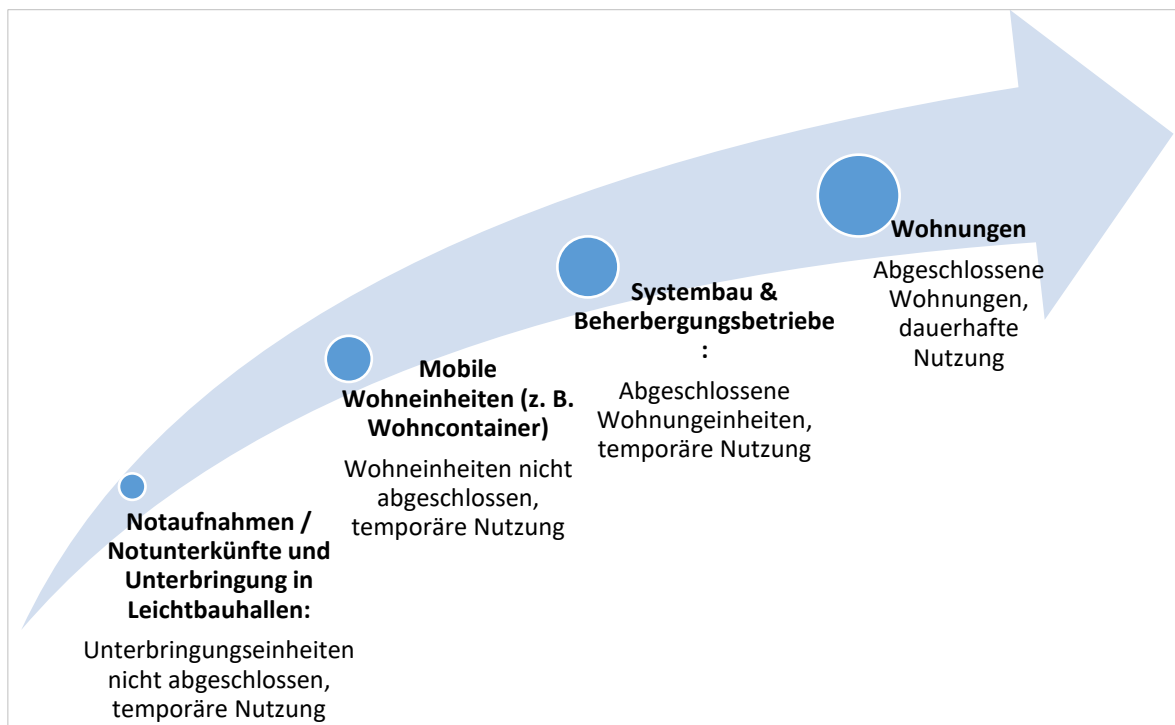 Notaufnahmen /
Notunterkünfte und
Unterbringung in
Leichtbauhallen:
Unterbringungseinheiten
nicht abgeschlossen,
temporäre Nutzung
Mobile
Wohneinheiten (z. B.
Wohncontainer)
Wohneinheiten nicht
abgeschlossen,
temporäre Nutzung
Systembau &
Beherbergungsbetriebe
:
Abgeschlossene
Wohnungeinheiten,
temporäre Nutzung
Wohnungen
Abgeschlossene
Wohnungen,
dauerhafte
Nutzung